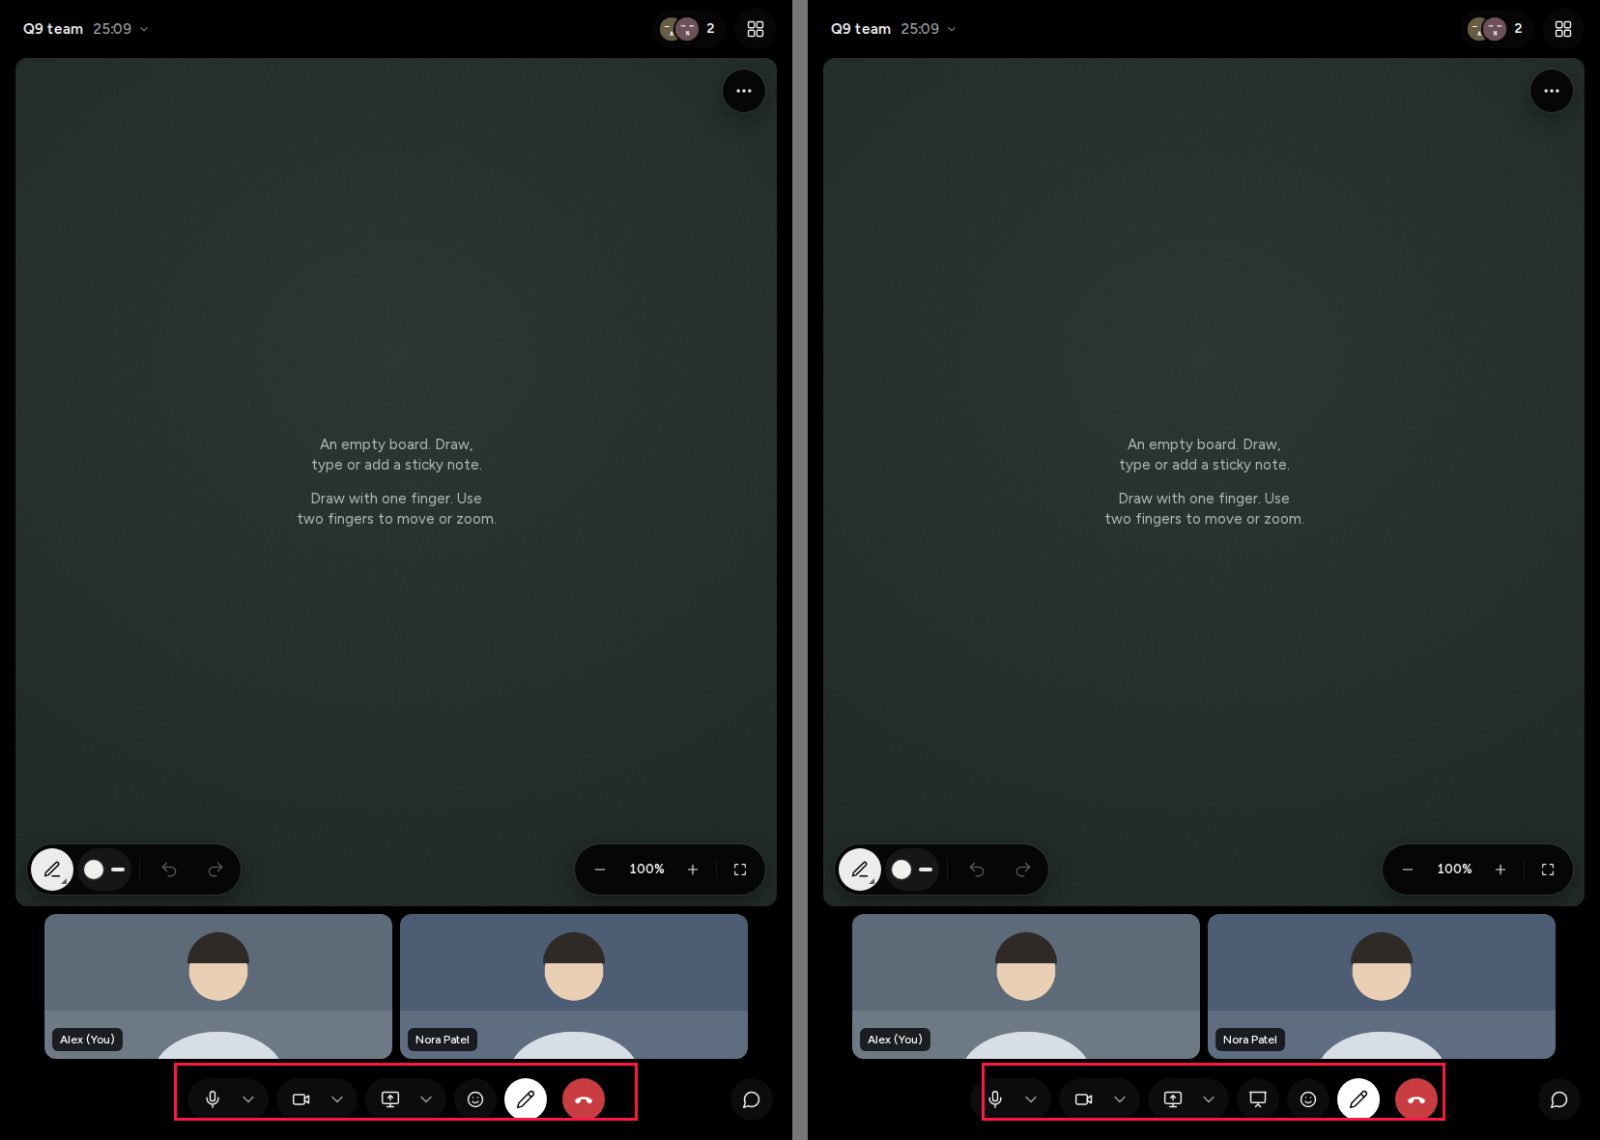 Q9 team 25:09
2
An empty board. Draw,
type or add a sticky note.
Draw with one finger. Use
two fingers to move or zoom.
100%
Alex (You)
Nora Patel
Q9 team 25:09
2
An empty board. Draw,
type or add a sticky note.
Draw with one finger. Use
two fingers to move or zoom.
100%
Alex (You)
Nora Patel